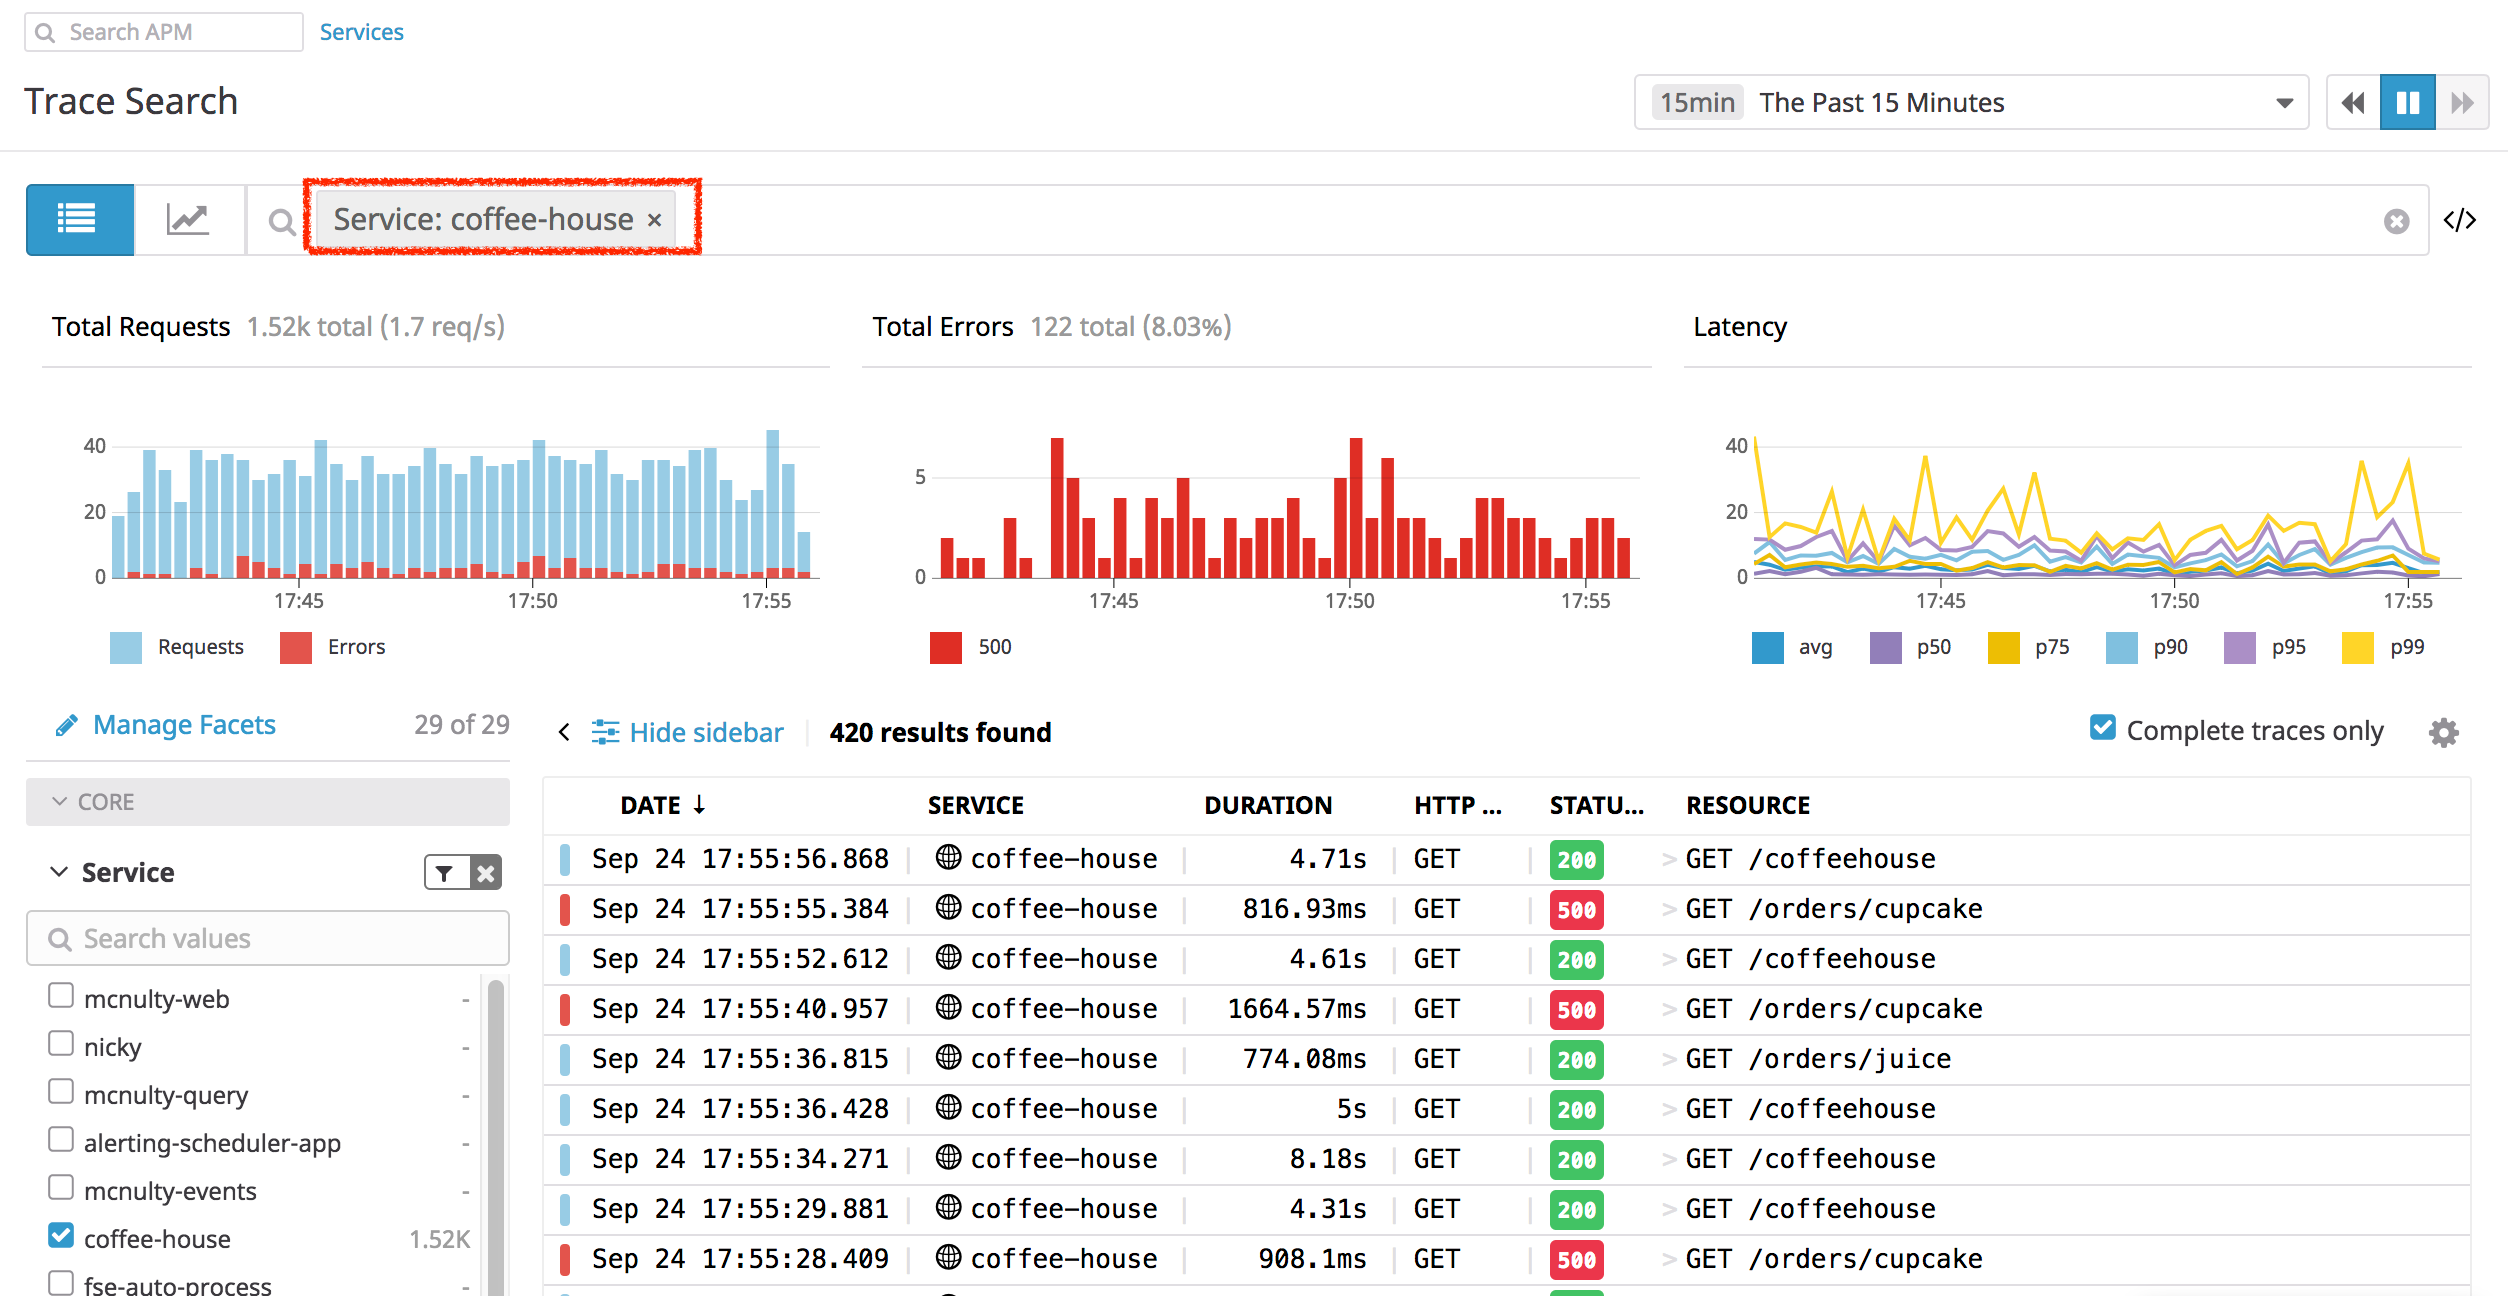 Search APM Services
Trace Search 15min The Past 15 Minutes
Service: coffee-house × </>
Total Requests 1.52k total (1.7 req/s)
40
20
0
17:45 17:50 17:55
Requests Errors
Total Errors 122 total (8.03%)
5
0
17:45 17:50 17:55
500
Latency
40
20
0
17:45 17:50 17:55
avg p50 p75 p90 p95 p99
Manage Facets 29 of 29
CORE
Service
Search values
mcnulty-web -
nicky -
mcnulty-query -
alerting-scheduler-app -
mcnulty-events -
coffee-house 1.52K
fse-auto-process -
Hide sidebar 420 results found Complete traces only
DATE ↓ SERVICE DURATION HTTP ... STATU... RESOURCE
Sep 24 17:55:56.868 coffee-house 4.71s GET 200 > GET /coffeehouse
Sep 24 17:55:55.384 coffee-house 816.93ms GET 500 > GET /orders/cupcake
Sep 24 17:55:52.612 coffee-house 4.61s GET 200 > GET /coffeehouse
Sep 24 17:55:40.957 coffee-house 1664.57ms GET 500 > GET /orders/cupcake
Sep 24 17:55:36.815 coffee-house 774.08ms GET 200 > GET /orders/juice
Sep 24 17:55:36.428 coffee-house 5s GET 200 > GET /coffeehouse
Sep 24 17:55:34.271 coffee-house 8.18s GET 200 > GET /coffeehouse
Sep 24 17:55:29.881 coffee-house 4.31s GET 200 > GET /coffeehouse
Sep 24 17:55:28.409 coffee-house 908.1ms GET 500 > GET /orders/cupcake